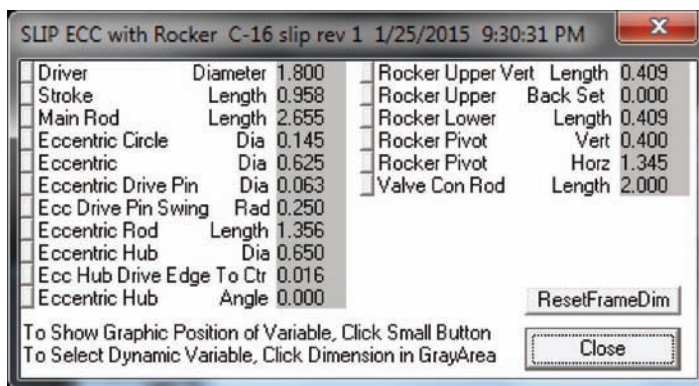 SLIP ECC with Rocker C-16 slip rev 1 1/25/2015 9:30:31 PM
Driver Diameter 1.800
Stroke Length 0.958
Main Rod Length 2.655
Eccentric Circle Dia 0.145
Eccentric Dia 0.625
Eccentric Drive Pin Dia 0.063
Ecc Drive Pin Swing Rad 0.250
Eccentric Rod Length 1.356
Eccentric Hub Dia 0.650
Ecc Hub Drive Edge To Ctr 0.016
Eccentric Hub Angle 0.000
Rocker Upper Vert Length 0.409
Rocker Upper Back Set 0.000
Rocker Lower Length 0.409
Rocker Pivot Vert 0.400
Rocker Pivot Horz 1.345
Valve Con Rod Length 2.000
ResetFrameDim
To Show Graphic Position of Variable, Click Small Button
To Select Dynamic Variable, Click Dimension in GrayArea
Close